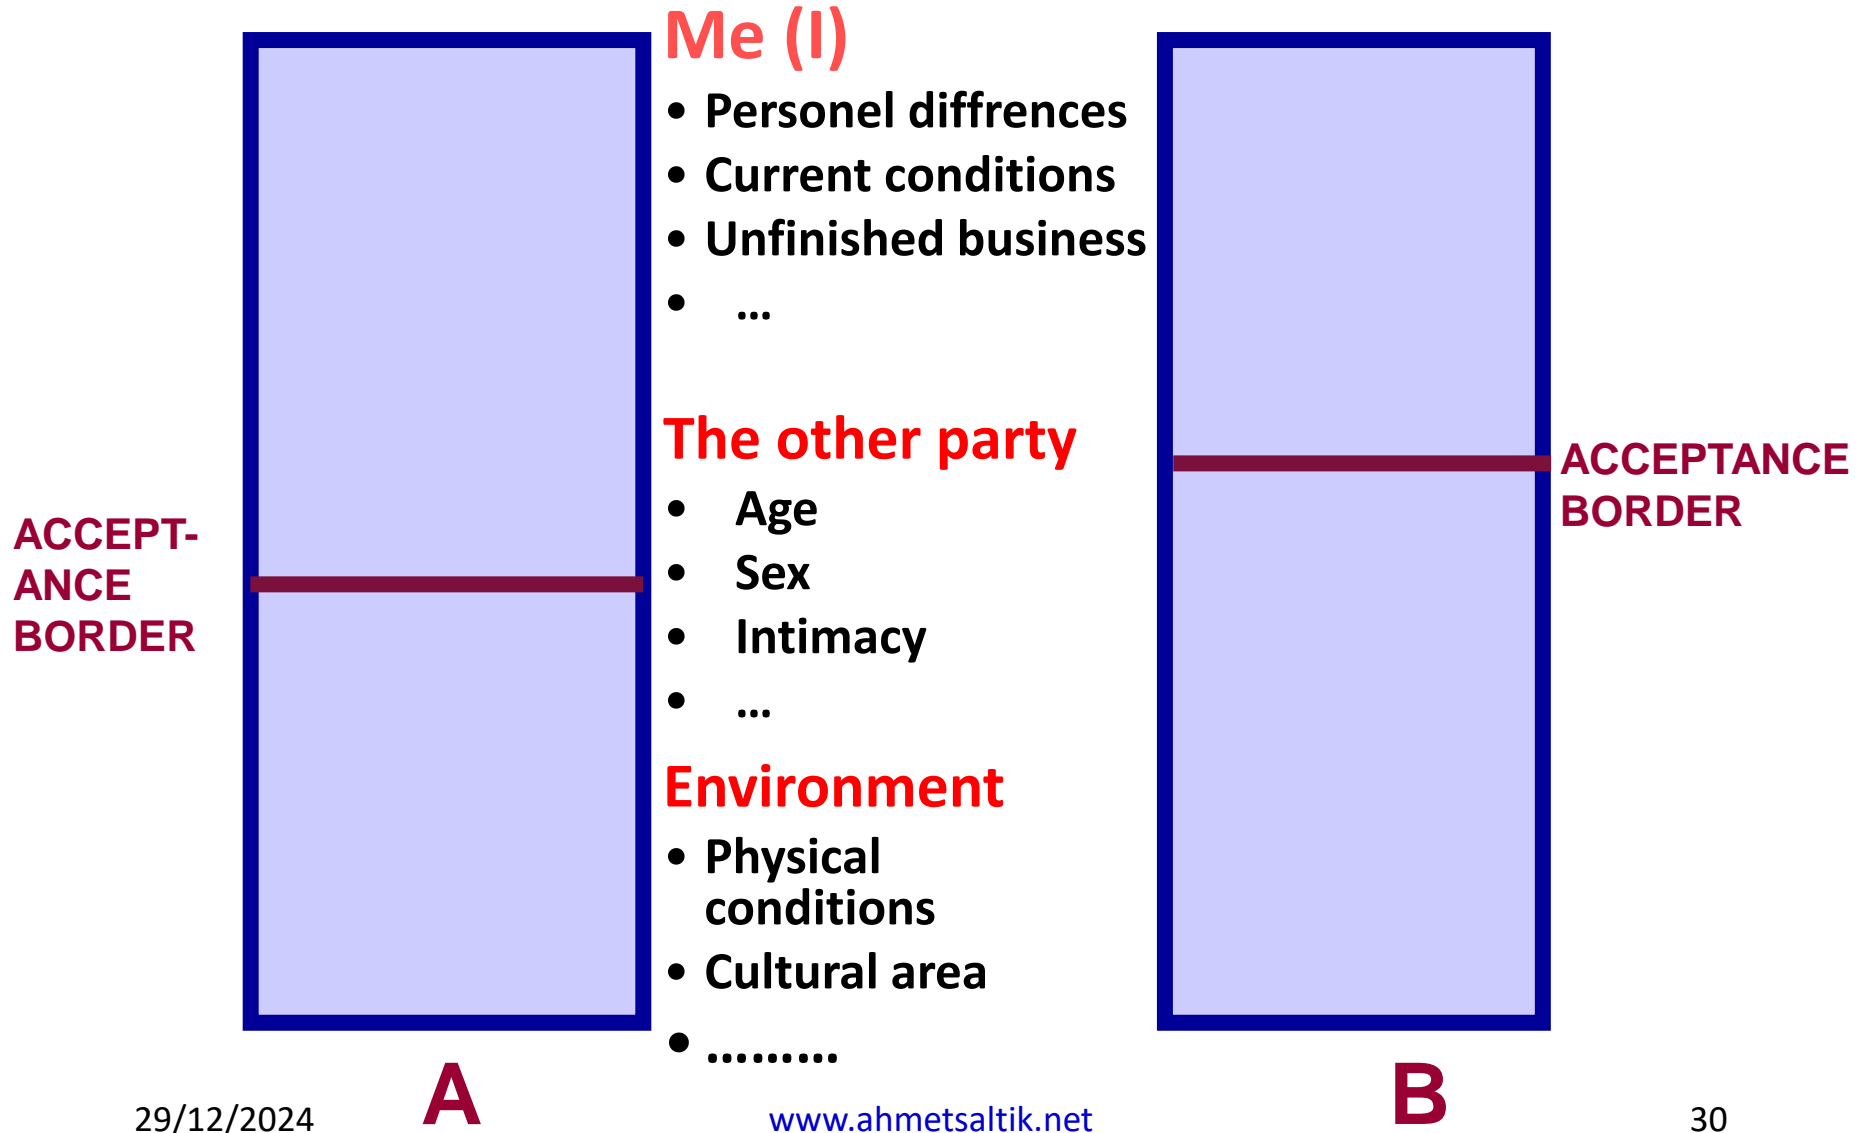 Me (I)
• Personel diffrences
• Current conditions
• Unfinished business
• ...
The other party
• Age
• Sex
• Intimacy
• ...
Environment
• Physical
conditions
• Cultural area
• .........
ACCEPT-
ANCE
BORDER
ACCEPTANCE
BORDER
A
B
29/12/2024
www.ahmetsaltik.net
30